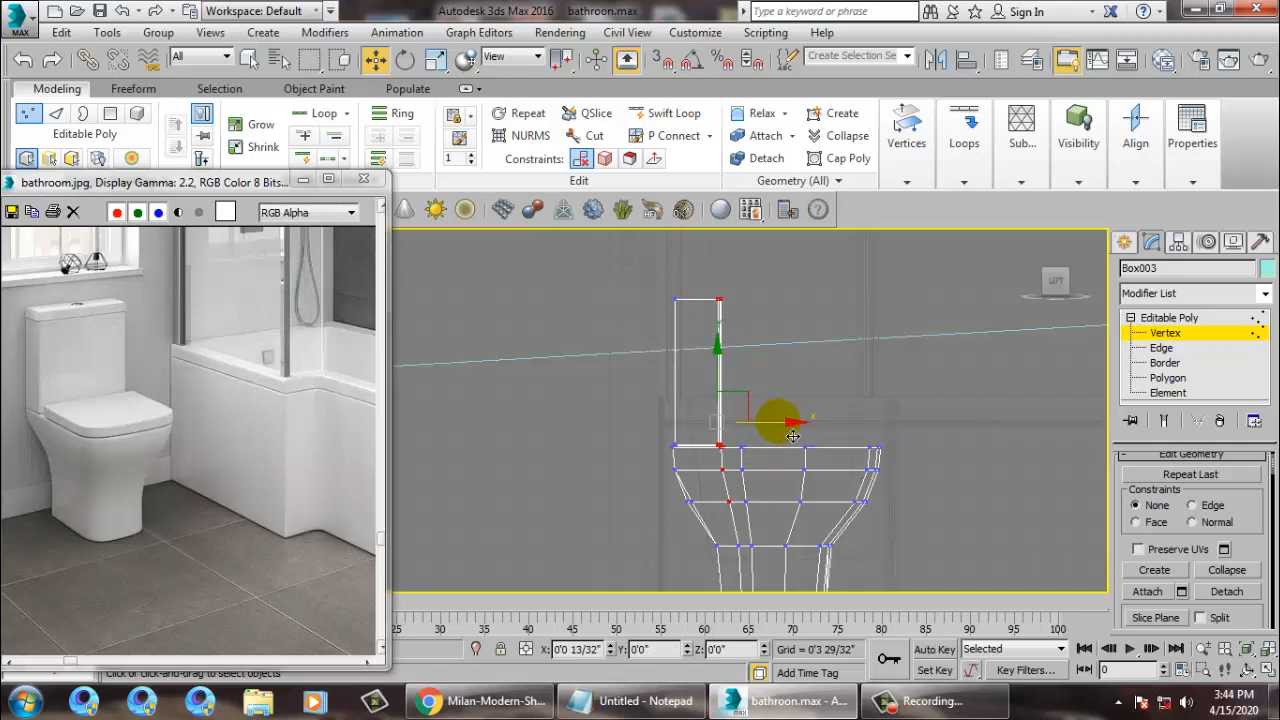 MAX
Workspace: Default
Autodesk 3ds Max 2016    bathroon.max
Type a keyword or phrase
Sign In
Edit Tools Group Views Create Modifiers Animation Graph Editors Rendering Civil View Customize Scripting Help
All
View
Create Selection Se
Modeling Freeform Selection Object Paint Populate
Loop
Ring
Repeat QSlice Swift Loop
Relax Create
Grow
NURMS Cut P Connect
Attach Collapse
Editable Poly
Shrink
1
Constraints:
Detach Cap Poly
Vertices Loops Sub... Visibility Align Properties
Edit
Geometry (All)
bathroom.jpg, Display Gamma: 2.2, RGB Color 8 Bits...
RGB Alpha
LEFT
x
Box003
Modifier List
Editable Poly
Vertex
Edge
Border
Polygon
Element
Edit Geometry
Repeat Last
Constraints
None Edge
Face Normal
Preserve UVs
Create Collapse
Attach Detach
Slice Plane Split
25 30 35 40 45 50 55 60 65 70 75 80 85 90 95 100
X: 0'0 13/32" Y: 0'0" Z: 0'0" Grid = 0'3 29/32"
Auto Key Selected
Set Key Key Filters...
0
click-and-drag to select objects
Add Time Tag
Milan-Modern-Sh...
Untitled - Notepad
bathroon.max - A...
Recording...
3:44 PM
4/15/2020